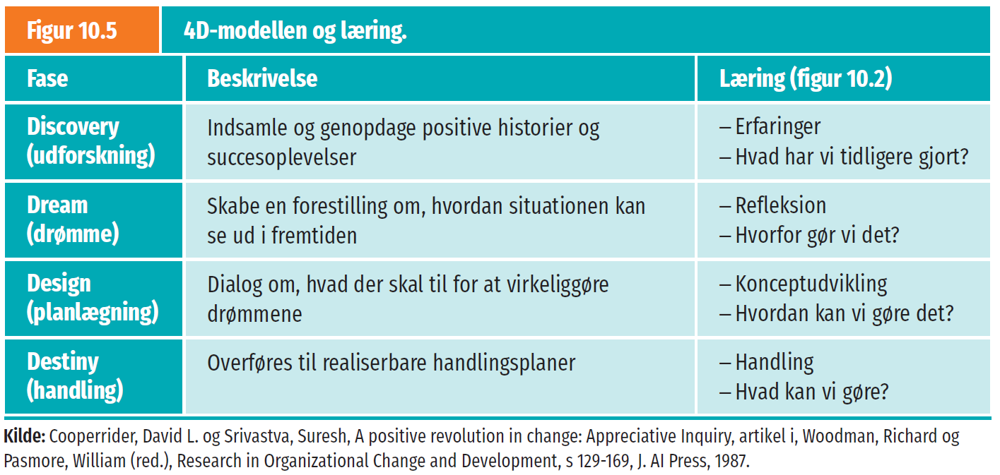 Figur 10.5
4D-modellen og læring.
Fase
Beskrivelse
Læring (figur 10.2)
Discovery
(udforskning)
Indsamle og genopdage positive historier og
succesoplevelser
– Erfaringer
– Hvad har vi tidligere gjort?
Dream
(drømme)
Skabe en forestilling om, hvordan situationen kan
se ud i fremtiden
– Refleksion
– Hvorfor gør vi det?
Design
(planlægning)
Dialog om, hvad der skal til for at virkeliggøre
drømmene
– Konceptudvikling
– Hvordan kan vi gøre det?
Destiny
(handling)
Overføres til realiserbare handlingsplaner
– Handling
– Hvad kan vi gøre?
Kilde: Cooperrider, David L. og Srivastva, Suresh, A positive revolution in change: Appreciative Inquiry, artikel i, Woodman, Richard og
Pasmore, William (red.), Research in Organizational Change and Development, s 129-169, J. AI Press, 1987.